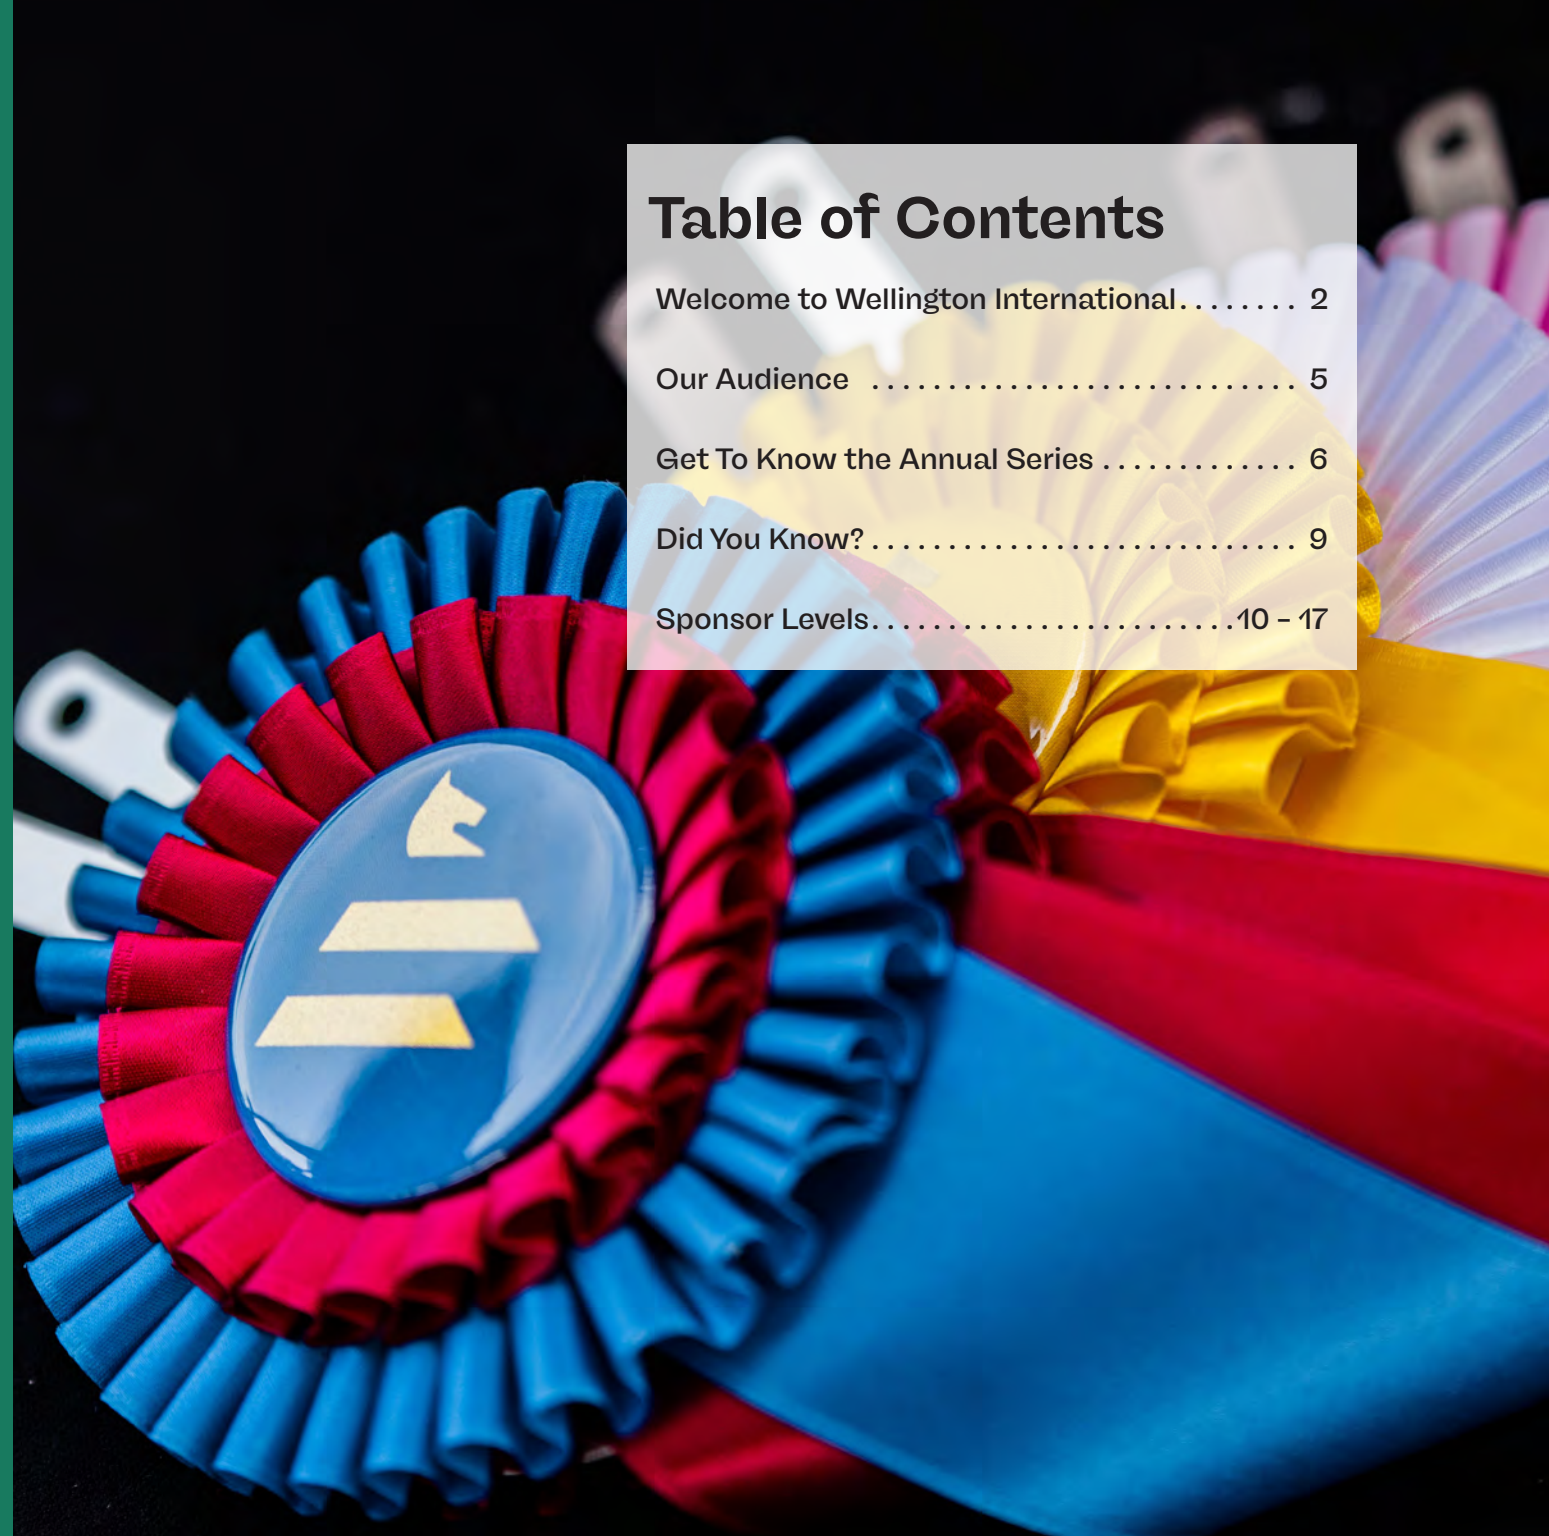 Table of Contents
Welcome to Wellington International. . . . . . . . 2
Our Audience . . . . . . . . . . . . . . . . . . . . . . . . . . . . 5
Get To Know the Annual Series . . . . . . . . . . . . . 6
Did You Know? . . . . . . . . . . . . . . . . . . . . . . . . . . . . 9
Sponsor Levels. . . . . . . . . . . . . . . . . . . . . . . .10 – 17